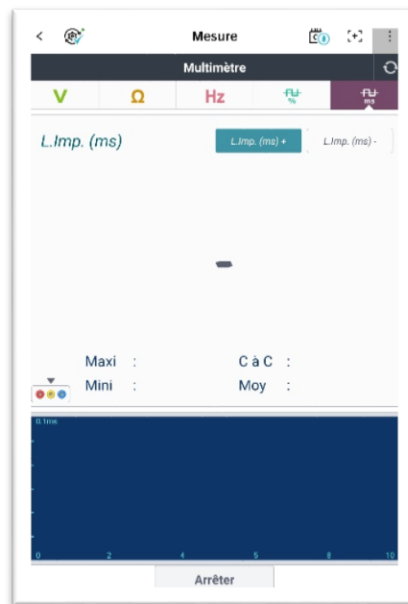 Mesure
Multimètre
V Ω Hz % ms
L.Imp. (ms) L.Imp. (ms) + L.Imp. (ms) -
-
Maxi : C à C :
Mini : Moy :
0.1ms
0 2 4 5 8 10
Arrêter